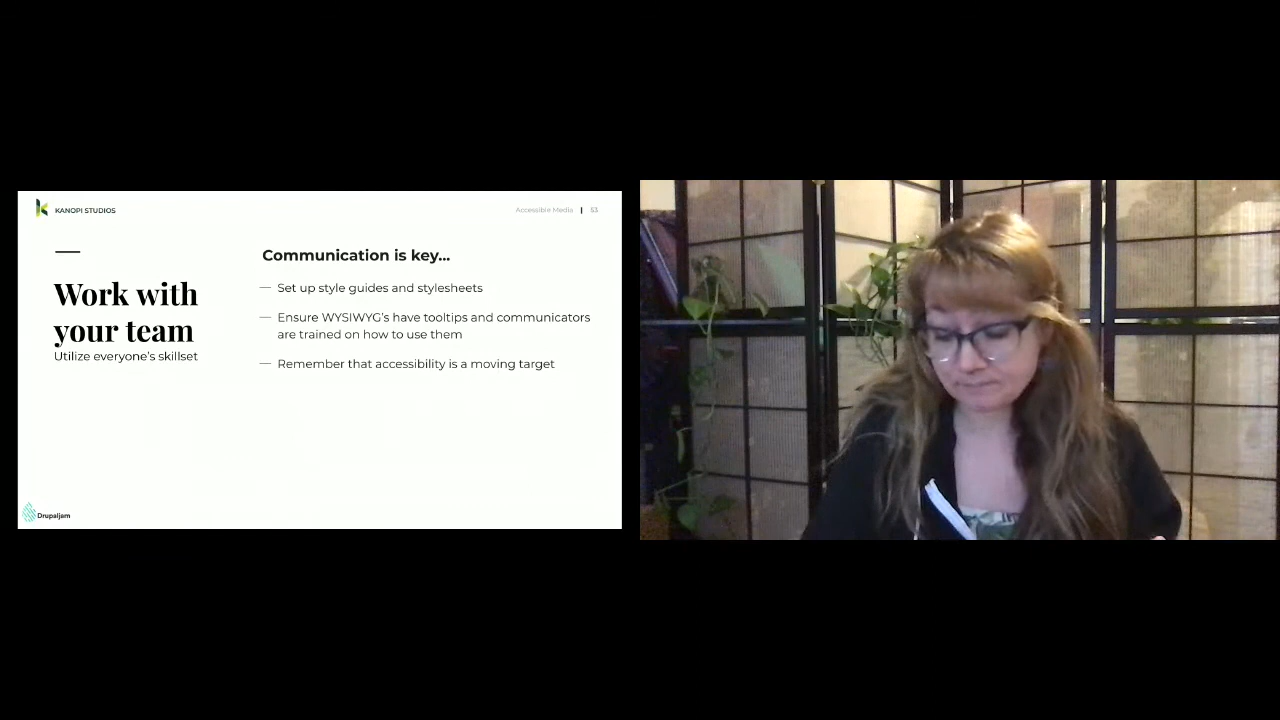 KANOPI STUDIOS
Accessible Media | 53
Work with
your team
Utilize everyone's skillset
Communication is key...
— Set up style guides and stylesheets
— Ensure WYSIWYG's have tooltips and communicators
are trained on how to use them
— Remember that accessibility is a moving target
Drupaljam